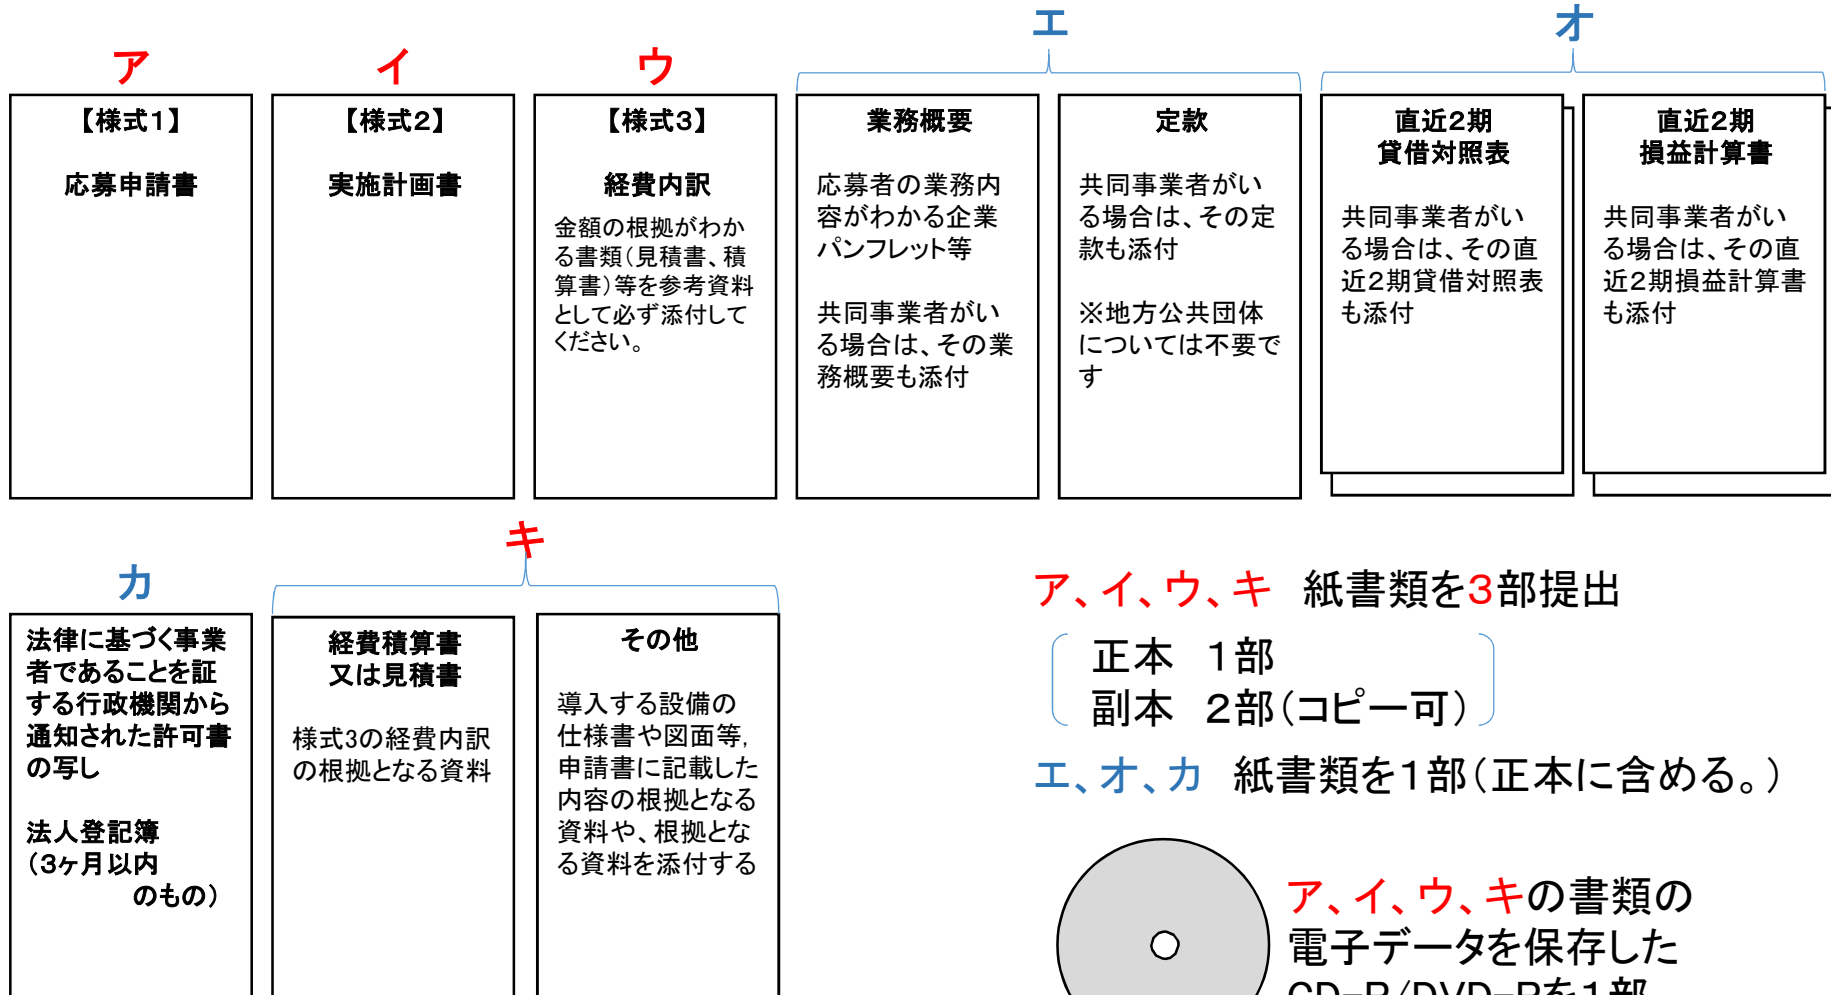 ア
イ
ウ
エ
オ
【様式1】
応募申請書
【様式2】
実施計画書
【様式3】
経費内訳
金額の根拠がわか
る書類（見積書、積
算書）等を参考資料
として必ず添付して
ください。
業務概要
応募者の業務内
容がわかる企業
パンフレット等
共同事業者がい
る場合は、その業
務概要も添付
定款
共同事業者がい
る場合は、その定
款も添付
※地方公共団体
については不要で
す
直近2期
貸借対照表
共同事業者がい
る場合は、その直
近2期貸借対照表
も添付
直近2期
損益計算書
共同事業者がい
る場合は、その直
近2期損益計算書
も添付
カ
キ
法律に基づく事業
者であることを証
する行政機関から
通知された許可書
の写し
法人登記簿
（3ヶ月以内
のもの）
経費積算書
又は見積書
様式3の経費内訳
の根拠となる資料
その他
導入する設備の
仕様書や図面等,
申請書に記載した
内容の根拠となる
資料や、根拠とな
る資料を添付する
ア、イ、ウ、キ　紙書類を3部提出
正本　1部
副本　2部（コピー可）
エ、オ、カ　紙書類を1部（正本に含める。）
ア、イ、ウ、キの書類の
電子データを保存した
CD-R/DVD-Rを1部